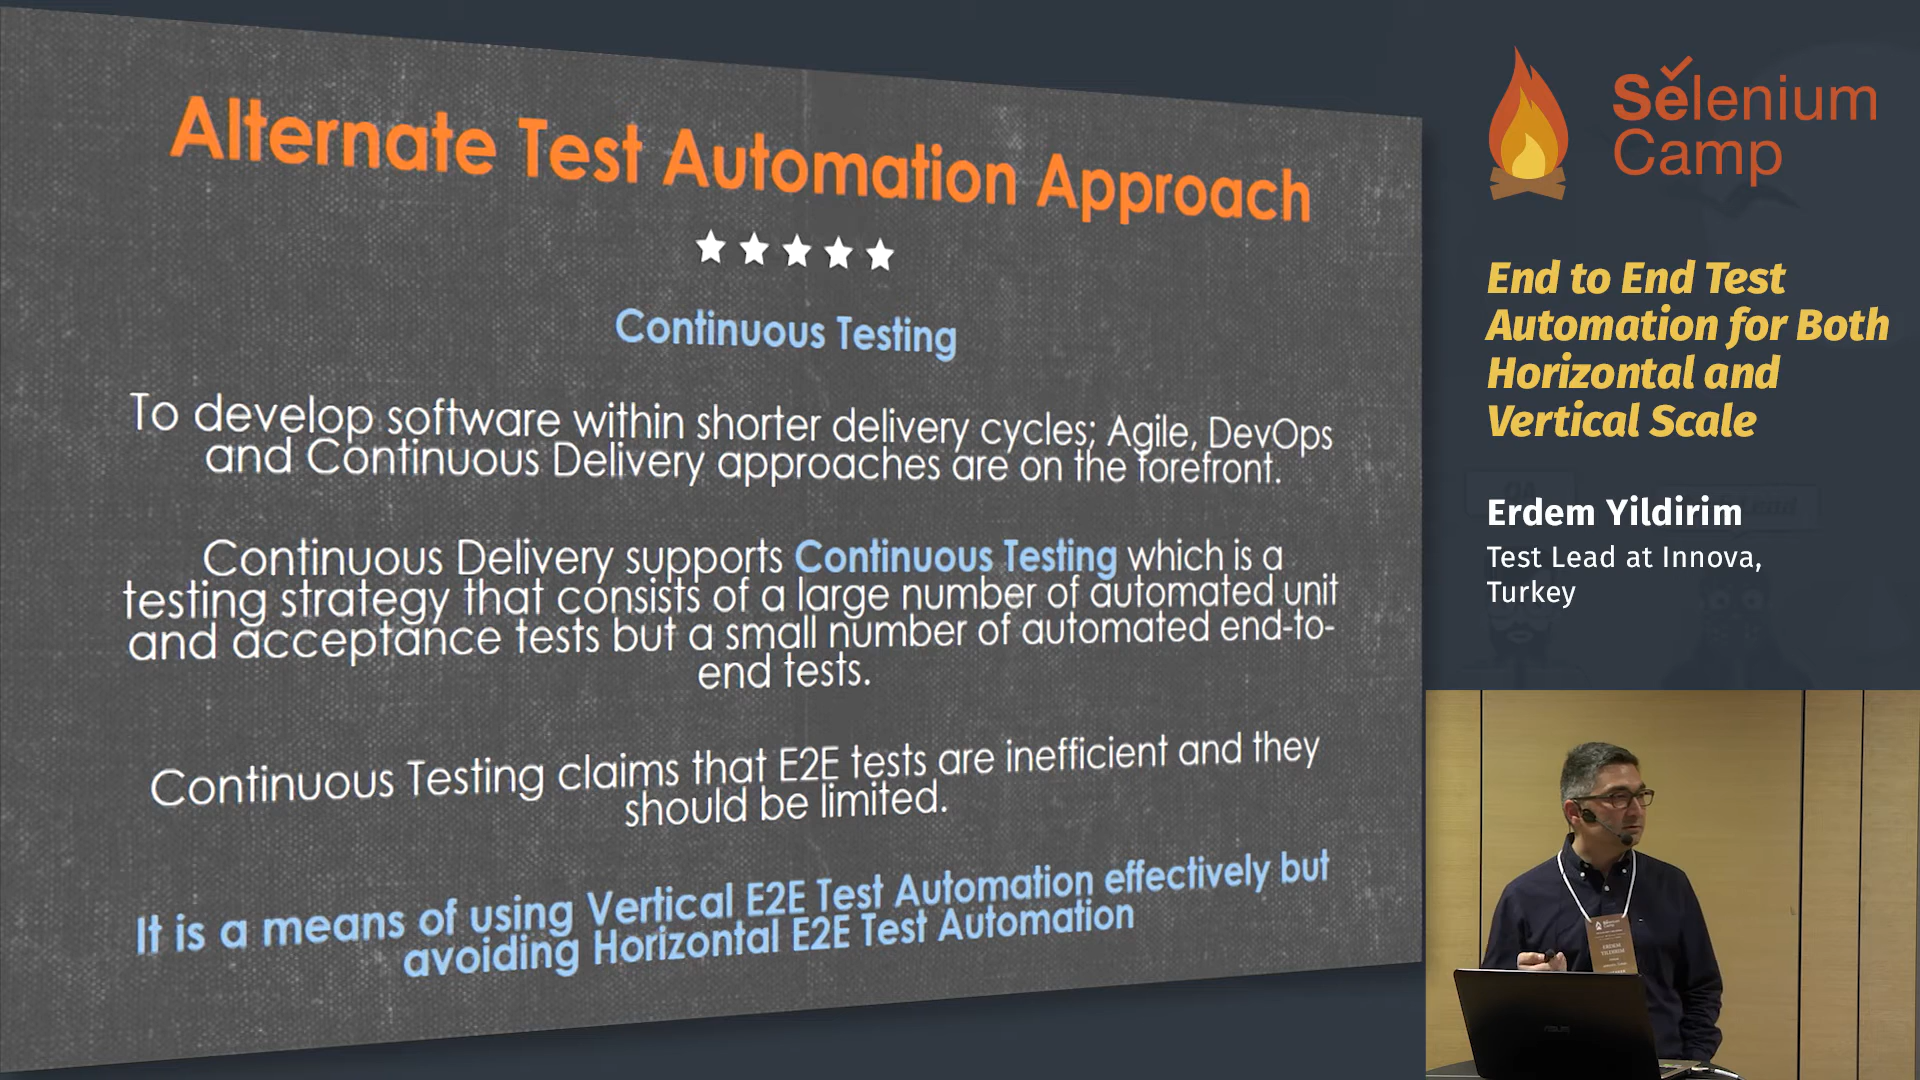 Alternate Test Automation Approach
Continuous Testing
To develop software within shorter delivery cycles; Agile, DevOps
and Continuous Delivery approaches are on the forefront.
Continuous Delivery supports Continuous Testing which is a
testing strategy that consists of a large number of automated unit
and acceptance tests but a small number of automated end-to-
end tests.
Continuous Testing claims that E2E tests are inefficient and they
should be limited.
It is a means of using Vertical E2E Test Automation effectively but
avoiding Horizontal E2E Test Automation
Selenium
Camp
End to End Test
Automation for Both
Horizontal and
Vertical Scale
Erdem Yildirim
Test Lead at Innova,
Turkey
Selenium
Camp
ERDEM
YILDIRIM
ASUS